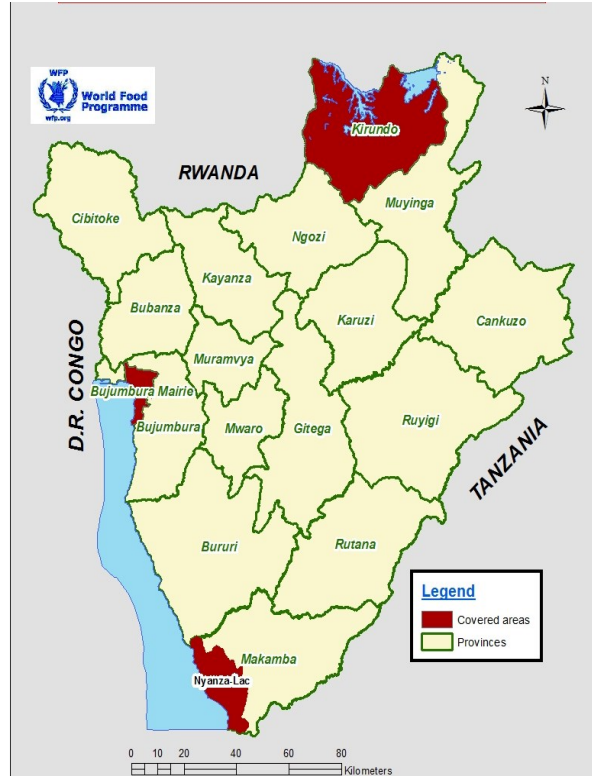 WFP
World Food
Programme
wfp.org
N
Kirundo
RWANDA
Muyinga
Cibitoke
Ngozi
Kayanza
Bubanza
Karuzi
Cankuzo
Muramvya
D.R. CONGO
Bujumbura Mairie
Ruyigi
Bujumbura
Mwaro
Gitega
TANZANIA
Bururi
Rutana
Legend
Covered areas
Provinces
Makamba
Nyanza-Lac
0 10 20 40 60 80
Kilometers